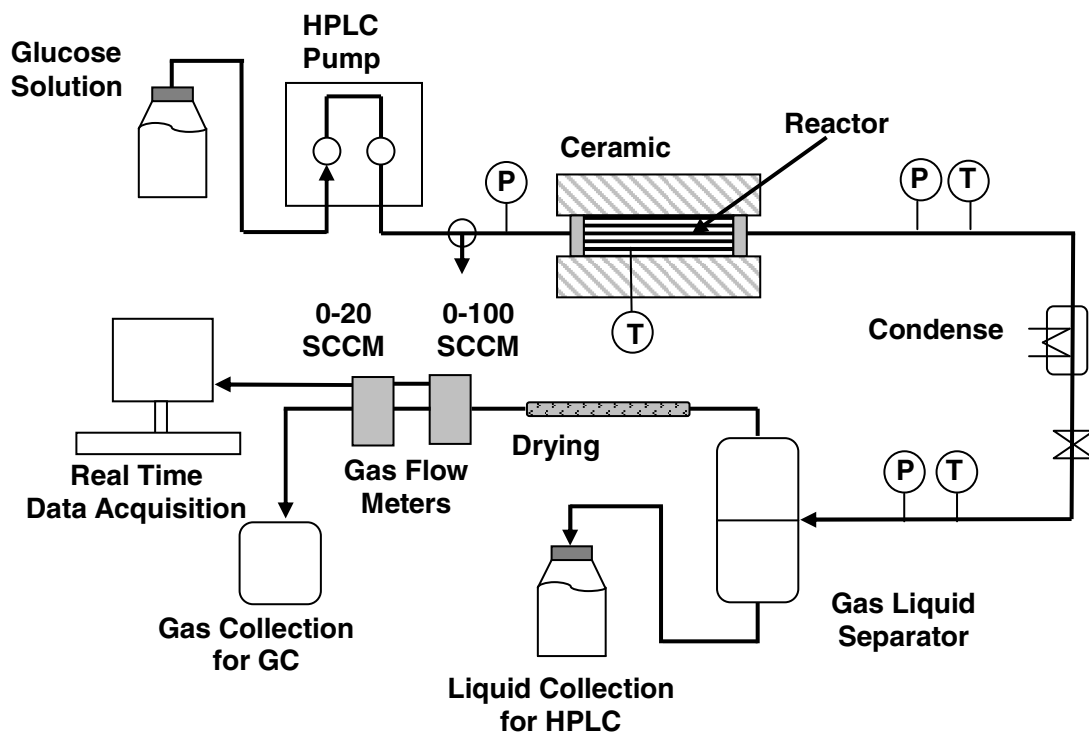 HPLC
Pump
Glucose
Solution
Ceramic
Reactor
P
P
T
T
0-20
SCCM
0-100
SCCM
Condense
Drying
Gas Flow
Meters
Real Time
Data Acquisition
P
T
Gas Liquid
Separator
Gas Collection
for GC
Liquid Collection
for HPLC